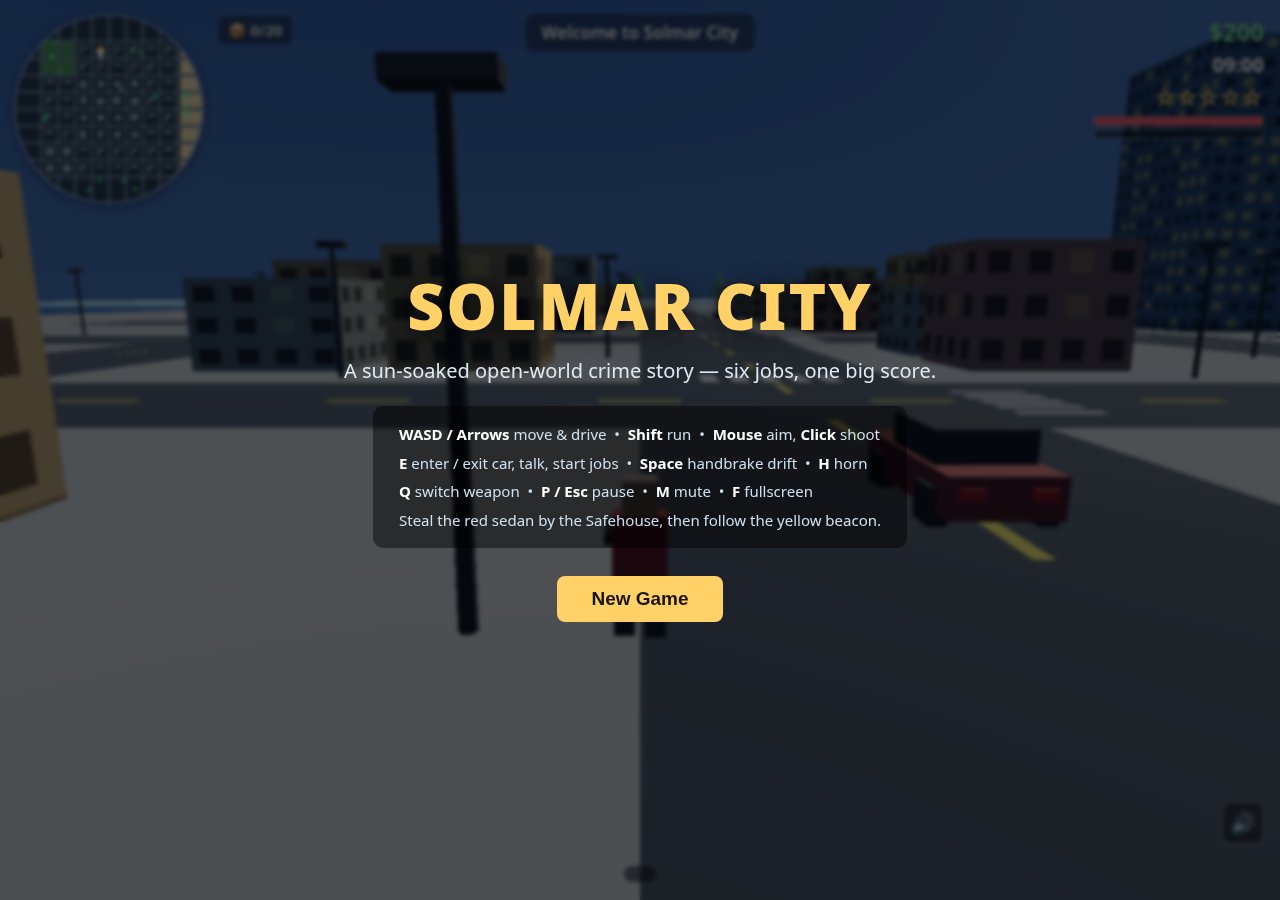 0/20
Welcome to Solmar City
$200
09:00
SOLMAR CITY
A sun-soaked open-world crime story — six jobs, one big score.
WASD / Arrows move & drive • Shift run • Mouse aim, Click shoot
E enter / exit car, talk, start jobs • Space handbrake drift • H horn
Q switch weapon • P / Esc pause • M mute • F fullscreen
Steal the red sedan by the Safehouse, then follow the yellow beacon.
New Game